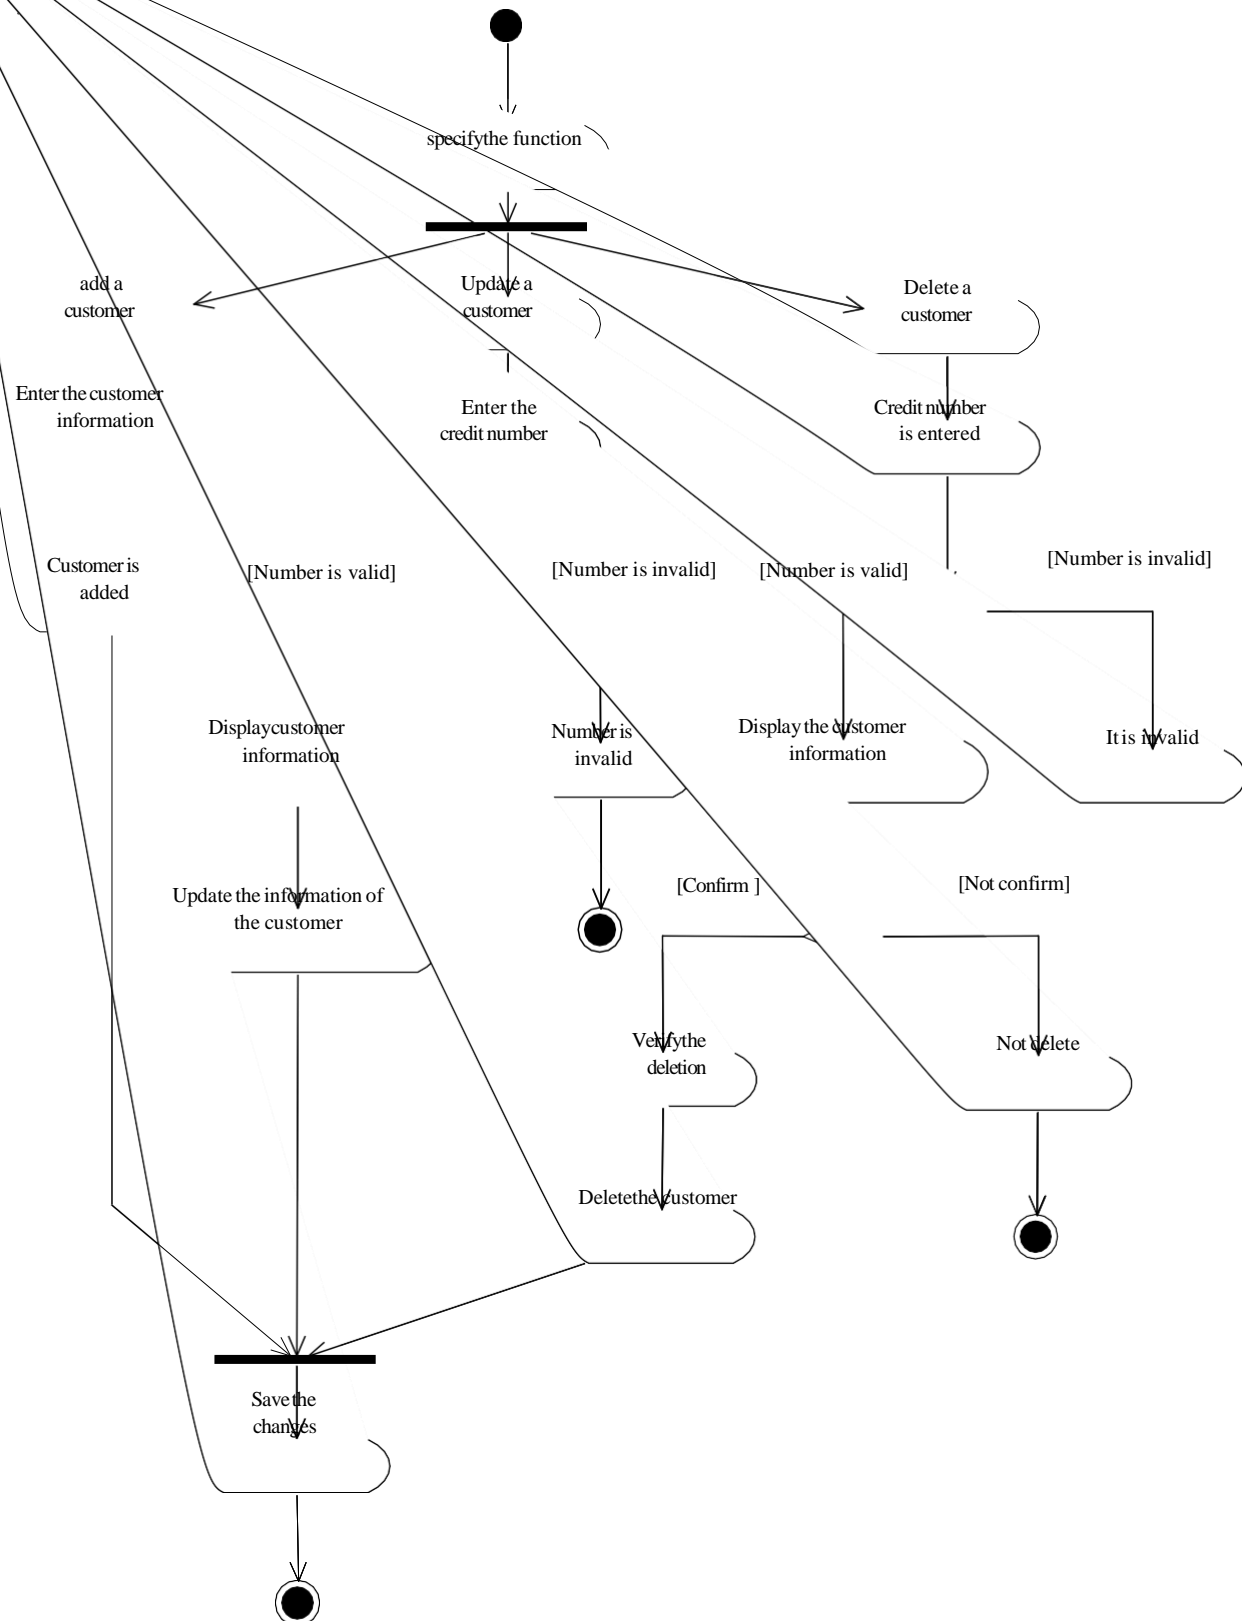 specifythe function
add a
customer
Update a
customer
Delete a
customer
Enter the customer
information
Enter the
credit number
Credit number
is entered
Customer is
added
[Number is valid]
[Number is invalid]
[Number is valid]
[Number is invalid]
Displaycustomer
information
Number is
invalid
Display the customer
information
It is invalid
Update the information of
the customer
[Confirm ]
[Not confirm]
Verifythe
deletion
Not delete
Deletethe customer
Save the
changes